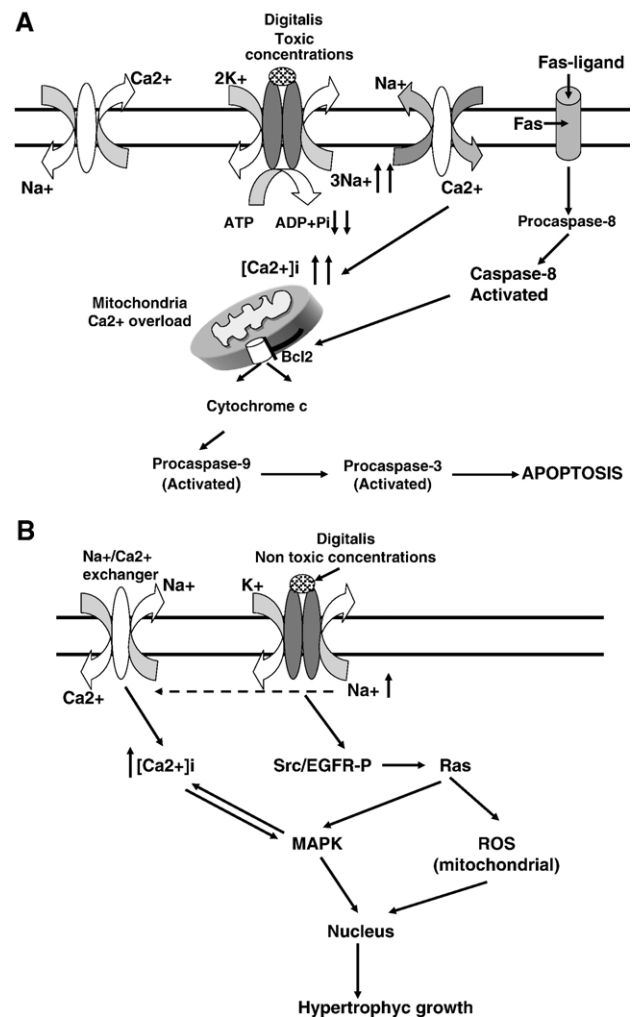 A
Digitalis
Toxic
concentrations
Ca2+
2K+
Na+
Fas-ligand
Fas
Na+
3Na+
Ca2+
ATP
ADP+Pi
Procaspase-8
[Ca2+]i
Caspase-8
Activated
Mitochondria
Ca2+ overload
Bcl2
Cytochrome c
Procaspase-9
(Activated)
Procaspase-3
(Activated)
APOPTOSIS
B
Digitalis
Non toxic concentrations
Na+/Ca2+
exchanger
Na+
K+
Ca2+
Na+
[Ca2+]i
Src/EGFR-P
Ras
MAPK
ROS
(mitochondrial)
Nucleus
Hypertrophyc growth